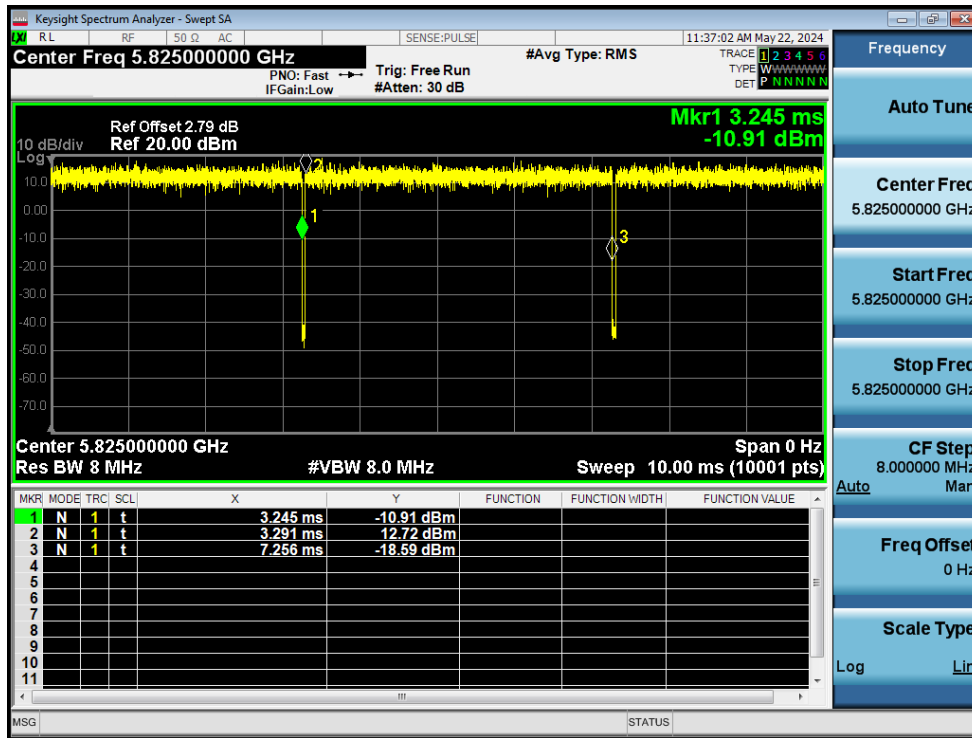 Keysight Spectrum Analyzer - Swept SA
LXI RL RF 50 Ω AC SENSE:PULSE 11:37:02 AM May 22, 2024
Center Freq 5.825000000 GHz #Avg Type: RMS TRACE 1 2 3 4 5 6
PNO: Fast Trig: Free Run TYPE WWWWWW
IFGain:Low #Atten: 30 dB DET P N N N N N
Frequency
Auto Tune
Mkr1 3.245 ms
Ref Offset 2.79 dB
10 dB/div Ref 20.00 dBm -10.91 dBm
Log
10.0
0.00
-10.0
-20.0
-30.0
-40.0
-50.0
-60.0
-70.0
2
1
3
Center 5.825000000 GHz Span 0 Hz
Res BW 8 MHz #VBW 8.0 MHz Sweep 10.00 ms (10001 pts)
MKR MODE TRC SCL X Y FUNCTION FUNCTION WIDTH FUNCTION VALUE
1 N 1 t 3.245 ms -10.91 dBm
2 N 1 t 3.291 ms 12.72 dBm
3 N 1 t 7.256 ms -18.59 dBm
4
5
6
7
8
9
10
11
Center Freq
5.825000000 GHz
Start Freq
5.825000000 GHz
Stop Freq
5.825000000 GHz
CF Step
8.000000 MHz
Auto Man
Freq Offset
0 Hz
Scale Type
Log Lin
MSG STATUS